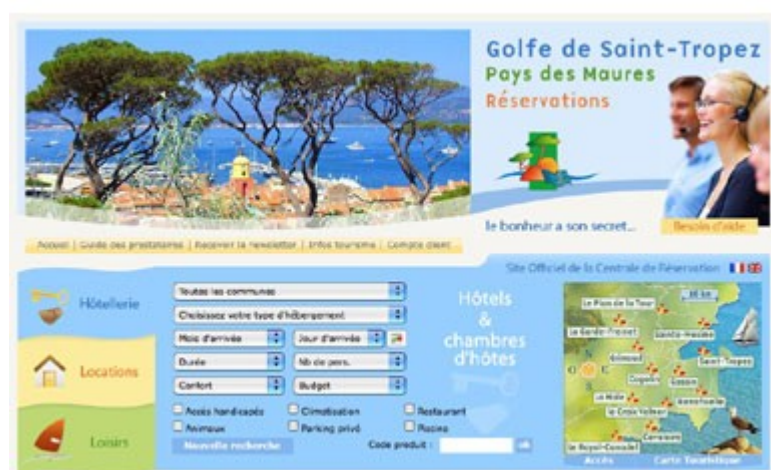 Golfe de Saint-Tropez
Pays des Maures
Réservations
le bonheur a son secret...
Besoin d'aide
Accueil | Guide des prestataires | Recevoir la newsletter | Infos tourisme | Compte client
Site Officiel de la Centrale de Réservation
Hôtellerie
Locations
Loisirs
Toutes les communes
Choisissez votre type d'hébergement
Mois d'arrivée
Jour d'arrivée
Durée
Nb de pers.
Confort
Budget
Accès handicapés
Climatisation
Restaurant
Animaux
Parking privé
Piscine
Nouvelle recherche
Code produit :
ok
Hôtels
&
chambres
d'hôtes
Le Plan de la Tour
La Garde-Freinet
Sainte-Maxime
Grimaud
Saint-Tropez
Cogolin
Gassin
La Mole
Ramatuelle
la Croix Valmer
Cavalaire
le Rayol-Canadel
N
O
E
S
Accès
Carte Touristique